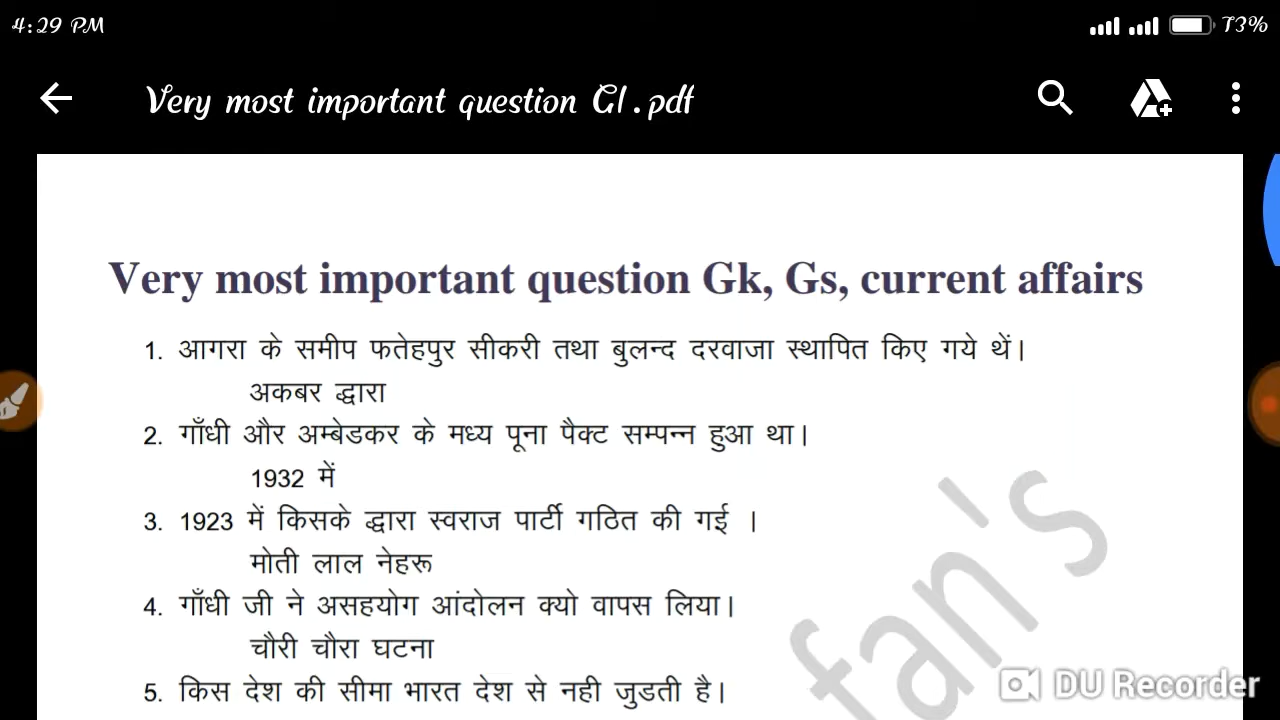 4:29 PM
73%
Very most important question G1.pdf
Very most important question Gk, Gs, current affairs
1. आगरा के समीप फतेहपुर सीकरी तथा बुलन्द दरवाजा स्थापित किए गये थें।
अकबर द्वारा
2. गाँधी और अम्बेडकर के मध्य पूना पैक्ट सम्पन्न हुआ था।
1932 में
3. 1923 में किसके द्वारा स्वराज पार्टी गठित की गई ।
मोती लाल नेहरू
4. गाँधी जी ने असहयोग आंदोलन क्यो वापस लिया।
चौरी चौरा घटना
5. किस देश की सीमा भारत देश से नही जुडती है।
fan's
DU Recorder